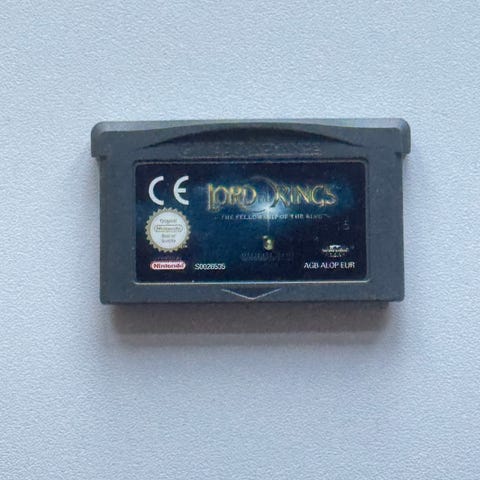 GAME BOY ADVANCE
CE
LORD OF THE RINGS
THE FELLOWSHIP OF THE RING
Original
Nintendo
Seal of
Quality
Nintendo
S0026505
AGB-ALOP-EUR